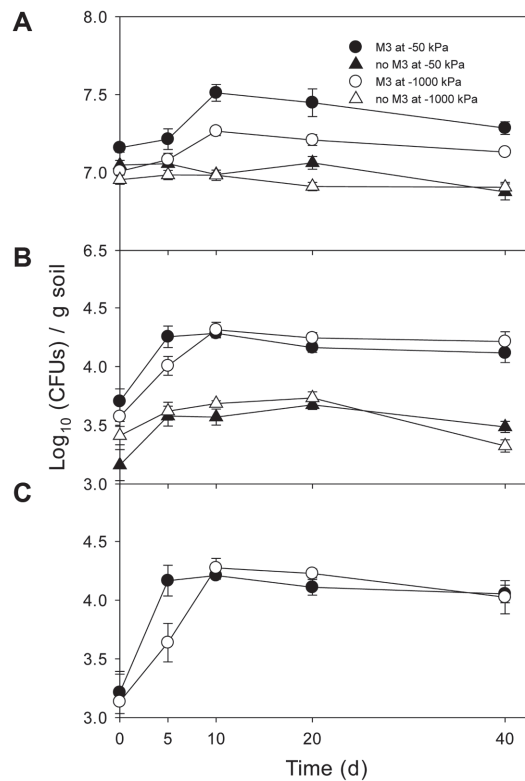 A
8.0
M3 at -50 kPa
no M3 at -50 kPa
M3 at -1000 kPa
no M3 at -1000 kPa
7.5
7.0
6.5
B
4.5
4.0
3.5
3.0
C
4.5
4.0
3.5
3.0
Log10 (CFUs) / g soil
0 5 10 20 40
Time (d)